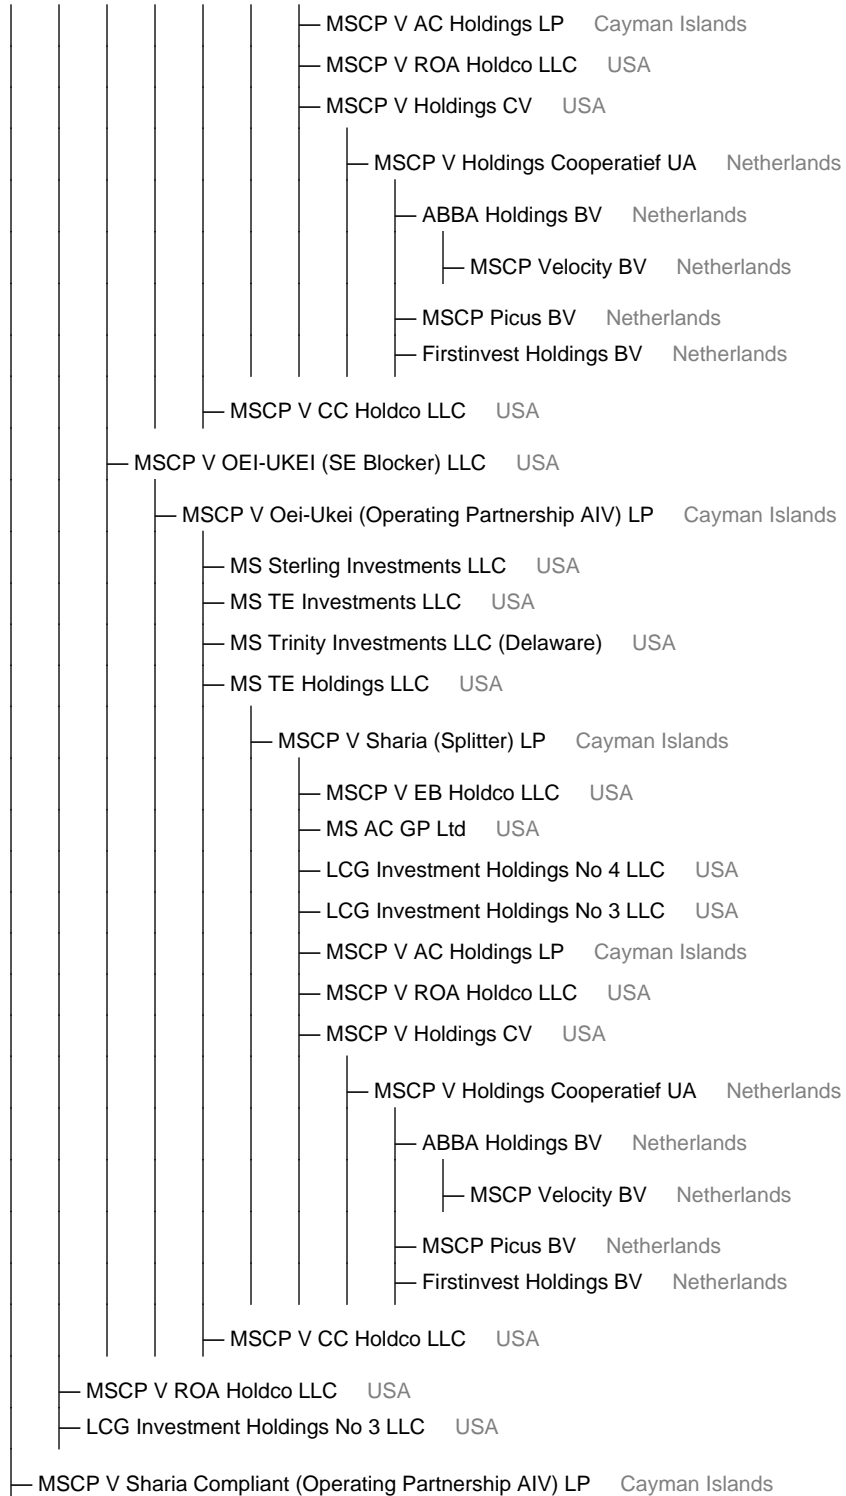 MSCP V AC Holdings LP Cayman Islands
MSCP V ROA Holdco LLC USA
MSCP V Holdings CV USA
MSCP V Holdings Cooperatief UA Netherlands
ABBA Holdings BV Netherlands
MSCP Velocity BV Netherlands
MSCP Picus BV Netherlands
Firstinvest Holdings BV Netherlands
MSCP V CC Holdco LLC USA
MSCP V OEI-UKEI (SE Blocker) LLC USA
MSCP V Oei-Ukei (Operating Partnership AIV) LP Cayman Islands
MS Sterling Investments LLC USA
MS TE Investments LLC USA
MS Trinity Investments LLC (Delaware) USA
MS TE Holdings LLC USA
MSCP V Sharia (Splitter) LP Cayman Islands
MSCP V EB Holdco LLC USA
MS AC GP Ltd USA
LCG Investment Holdings No 4 LLC USA
LCG Investment Holdings No 3 LLC USA
MSCP V AC Holdings LP Cayman Islands
MSCP V ROA Holdco LLC USA
MSCP V Holdings CV USA
MSCP V Holdings Cooperatief UA Netherlands
ABBA Holdings BV Netherlands
MSCP Velocity BV Netherlands
MSCP Picus BV Netherlands
Firstinvest Holdings BV Netherlands
MSCP V CC Holdco LLC USA
MSCP V ROA Holdco LLC USA
LCG Investment Holdings No 3 LLC USA
MSCP V Sharia Compliant (Operating Partnership AIV) LP Cayman Islands